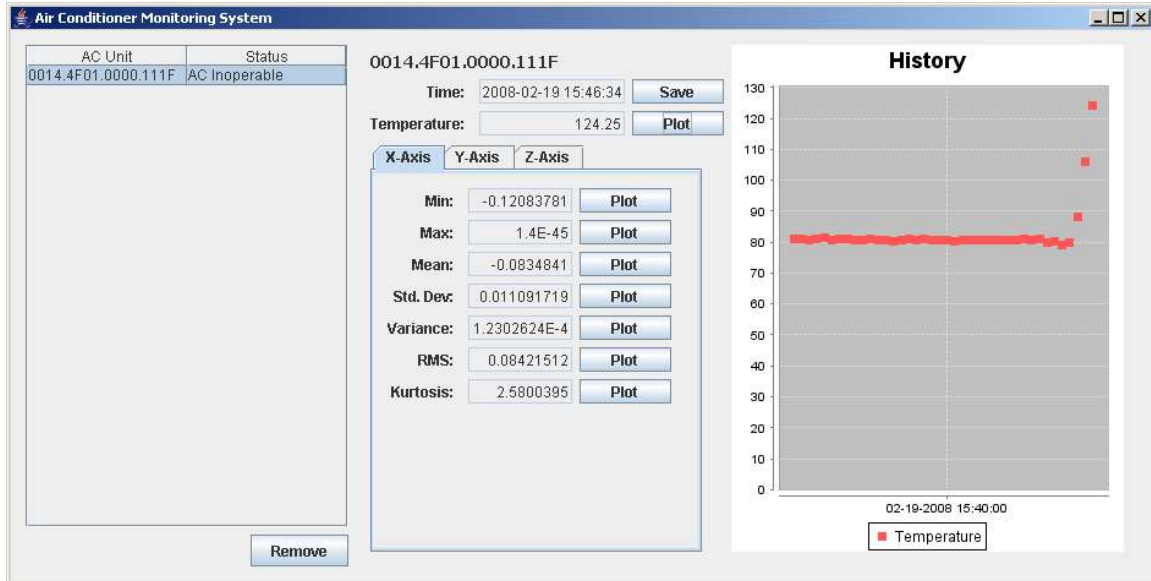 Air Conditioner Monitoring System
AC Unit Status
0014.4F01.0000.111F AC Inoperable
Remove
0014.4F01.0000.111F
Time: 2008-02-19 15:46:34 Save
Temperature: 124.25 Plot
X-Axis Y-Axis Z-Axis
Min: -0.12083781 Plot
Max: 1.4E-45 Plot
Mean: -0.0834841 Plot
Std. Dev: 0.011091719 Plot
Variance: 1.2302624E-4 Plot
RMS: 0.08421512 Plot
Kurtosis: 2.5800395 Plot
History
130
120
110
100
90
80
70
60
50
40
30
20
10
0
02-19-2008 15:40:00
Temperature